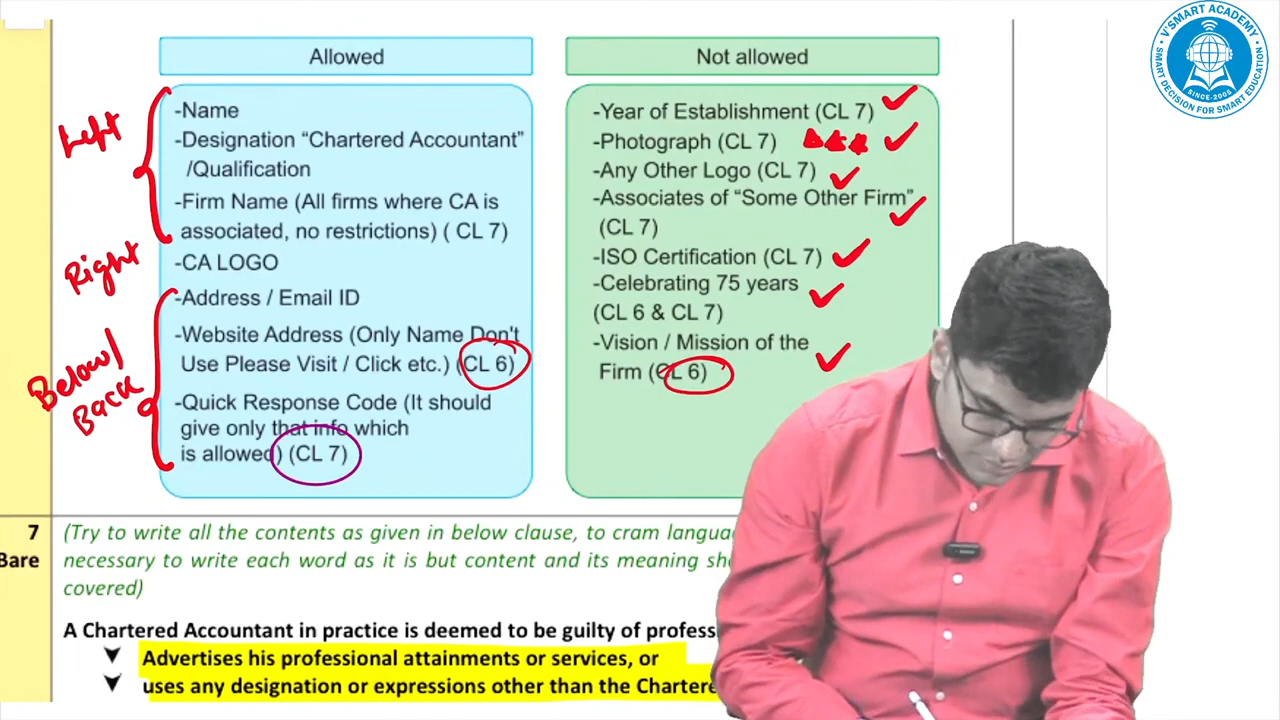 Allowed
Not allowed
Left
-Name
-Designation “Chartered Accountant”
/Qualification
-Firm Name (All firms where CA is
associated, no restrictions) ( CL 7)
Right
-CA LOGO
Below/
Back
-Address / Email ID
-Website Address (Only Name Don't
Use Please Visit / Click etc.) (CL 6)
-Quick Response Code (It should
give only that info which
is allowed) (CL 7)
-Year of Establishment (CL 7)
-Photograph (CL 7)
-Any Other Logo (CL 7)
-Associates of “Some Other Firm”
(CL 7)
-ISO Certification (CL 7)
-Celebrating 75 years
(CL 6 & CL 7)
-Vision / Mission of the
Firm (CL 6)
V'SMART ACADEMY
SINCE-2005
SMART DECISION FOR SMART EDUCATION
7
Bare
(Try to write all the contents as given in below clause, to cram
necessary to write each word as it is but content and its meaning
covered)
A Chartered Accountant in practice is deemed to be guilty of
Advertises his professional attainments or services, or
uses any designation or expressions other than the